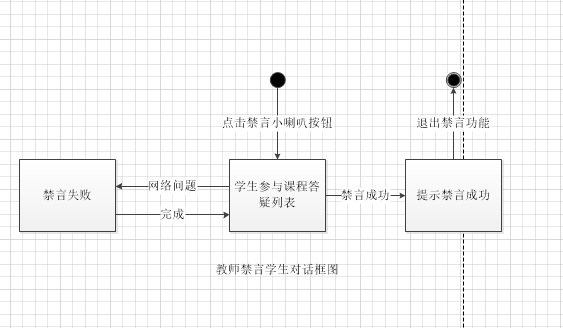 点击禁言小喇叭按钮
退出禁言功能
禁言失败
网络问题
完成
学生参与课程答
疑列表
禁言成功
提示禁言成功
教师禁言学生对话框图